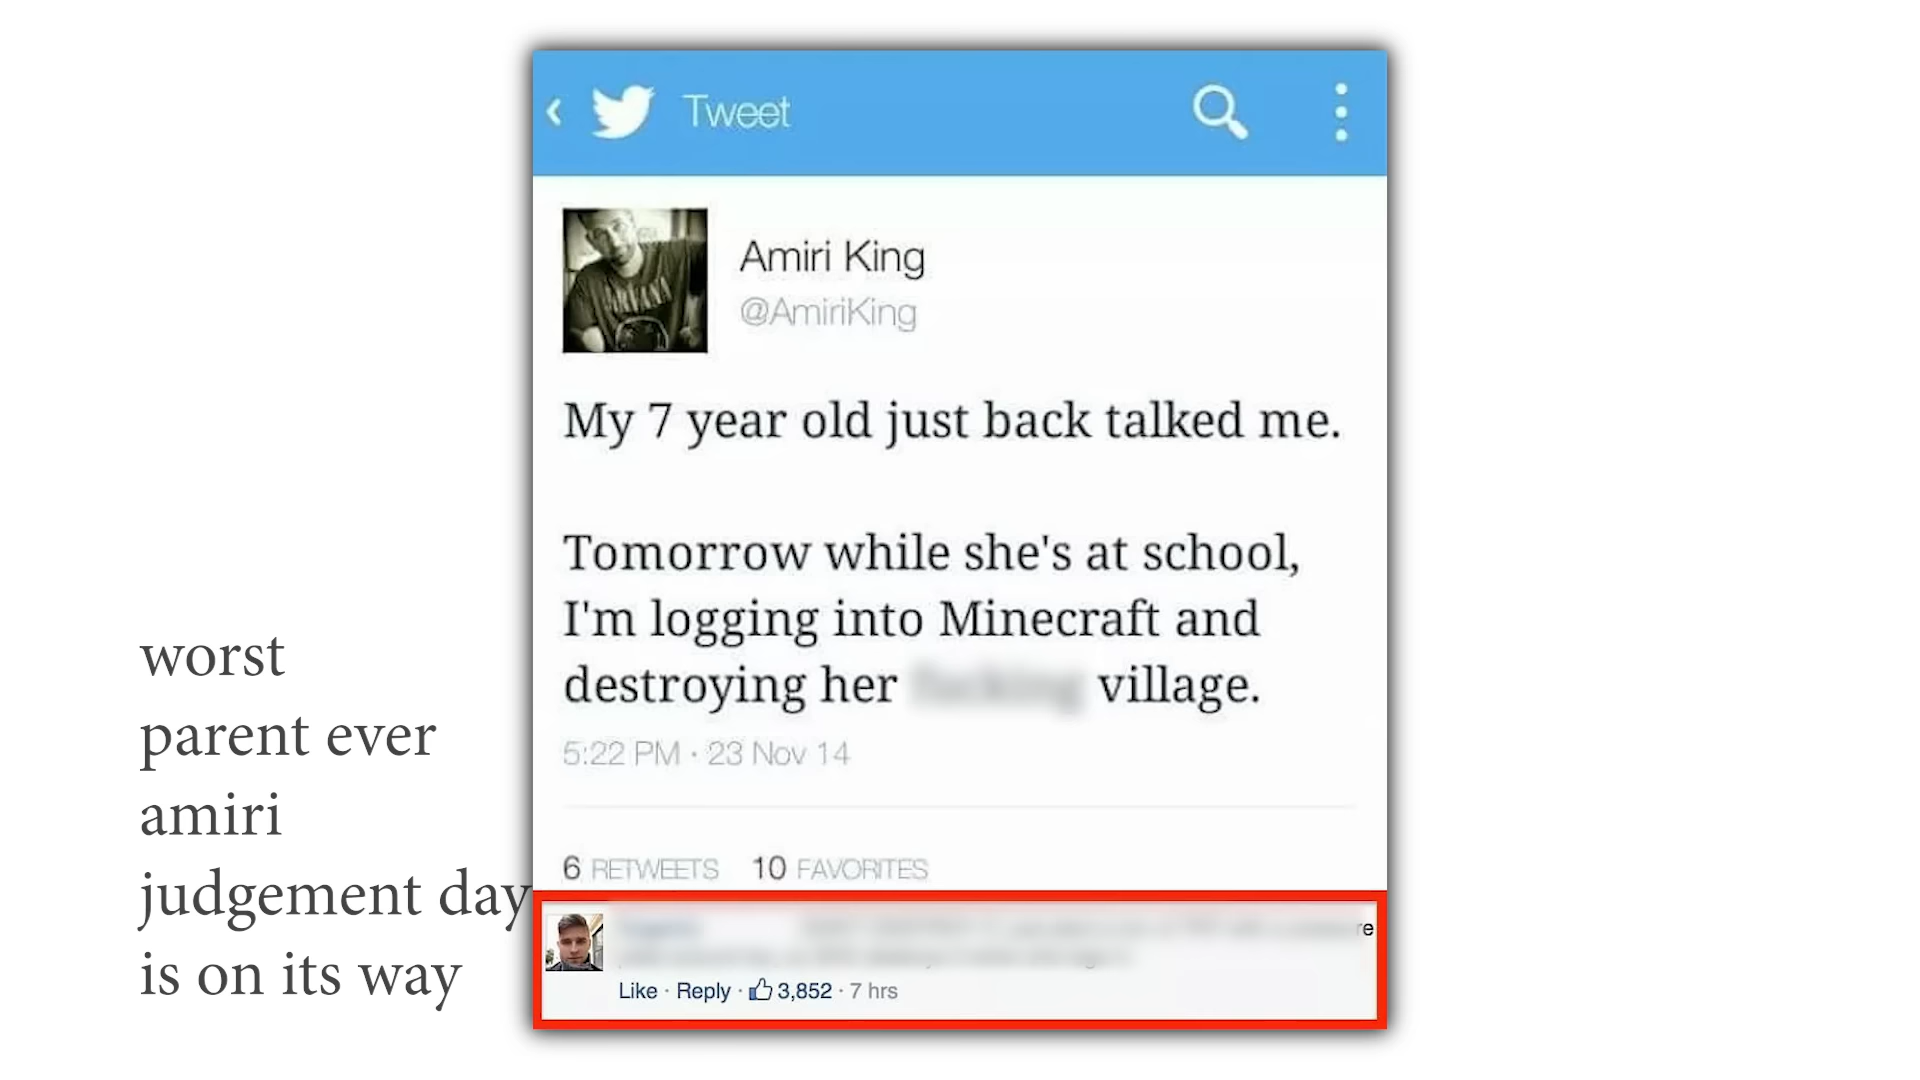 Tweet
Amiri King
@AmiriKing
My 7 year old just back talked me.
Tomorrow while she's at school,
I'm logging into Minecraft and
destroying her village.
5:22 PM · 23 Nov 14
6 RETWEETS 10 FAVORITES
re
Like · Reply · 3,852 · 7 hrs
worst
parent ever
amiri
judgement day
is on its way